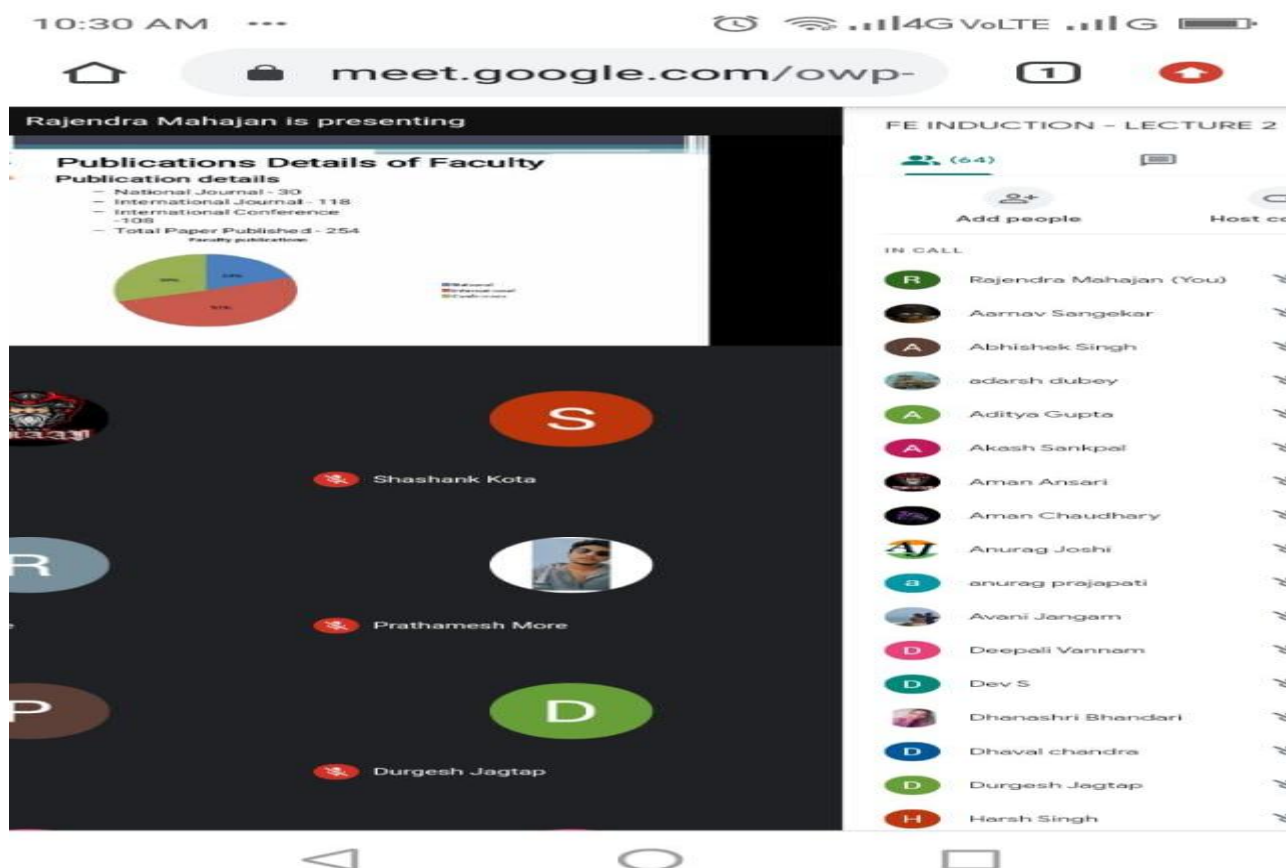 10:30 AM ... 4G VoLTE G
meet.google.com/owp- 1
Rajendra Mahajan is presenting
Publications Details of Faculty
Publication details
– National Journal - 30
– International Journal - 118
– International Conference
-108
– Total Paper Published - 254
Faculty publications
S
Shashank Kota
R
Prathamesh More
P
D
Durgesh Jagtap
FE INDUCTION - LECTURE 2
(64)
Add people
Host co
IN CALL
R Rajendra Mahajan (You)
Aarnav Sangekar
A Abhishek Singh
adarsh dubey
A Aditya Gupta
A Akash Sankpal
Aman Ansari
Aman Chaudhary
AJ Anurag Joshi
a anurag prajapati
Avani Jangam
D Deepali Vannam
D Dev S
Dhanashri Bhandari
D Dhaval chandra
D Durgesh Jagtap
H Harsh Singh